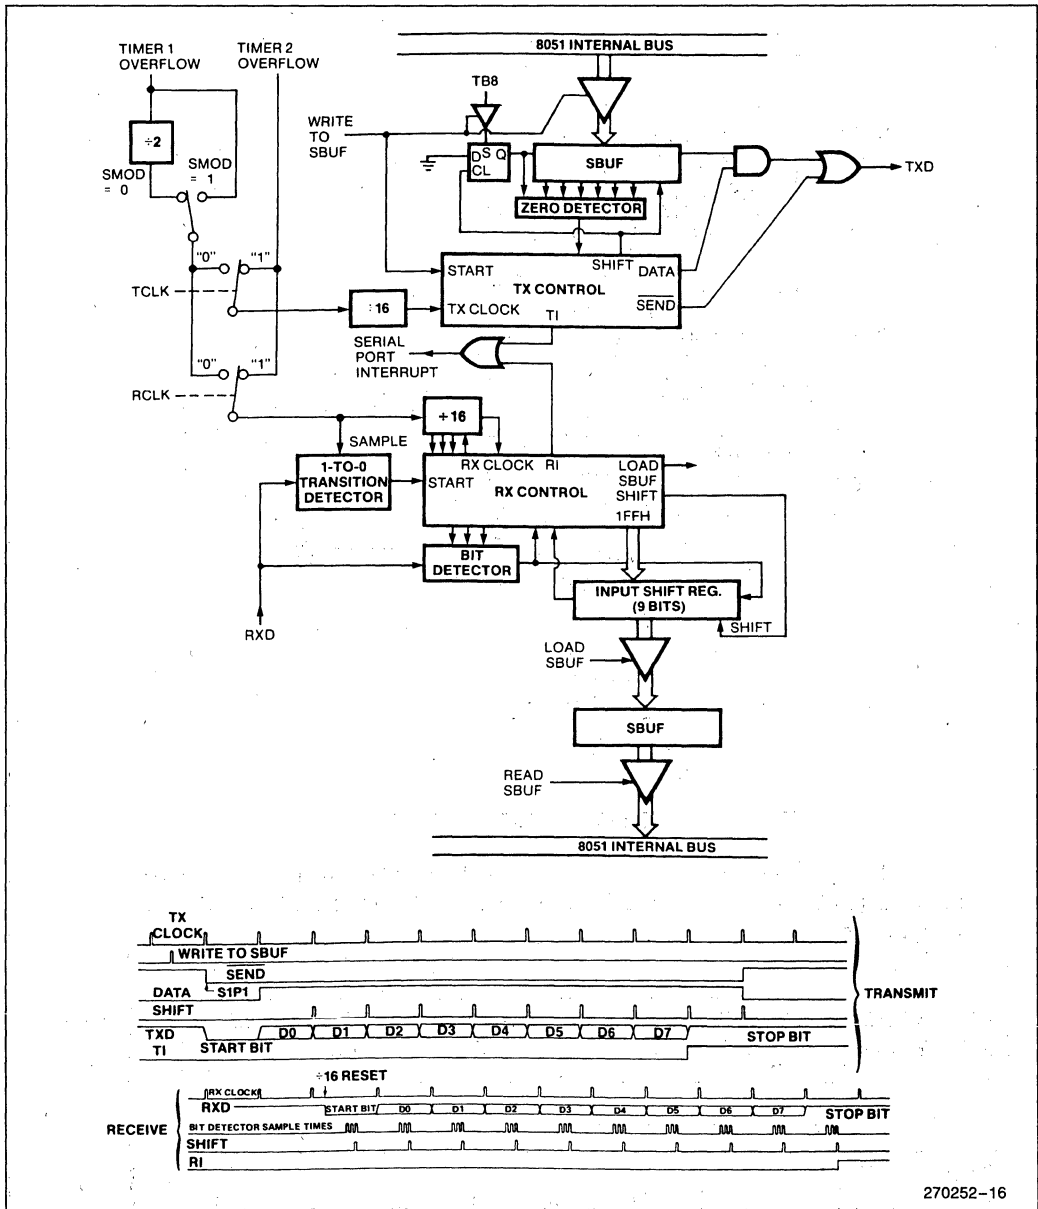 TIMER 1
OVERFLOW
TIMER 2
OVERFLOW
8051 INTERNAL BUS
TB8
WRITE
TO
SBUF
÷2
SMOD
= 0
SMOD
= 1
D S Q
CL
SBUF
TXD
ZERO DETECTOR
"0"
"1"
TCLK
START
SHIFT
DATA
TX CONTROL
÷16
TX CLOCK
TI
SEND
SERIAL
PORT
INTERRUPT
"0"
"1"
RCLK
÷16
SAMPLE
1-TO-0
TRANSITION
DETECTOR
RX CLOCK
RI
LOAD
SBUF
START
RX CONTROL
SHIFT
1FFH
BIT
DETECTOR
INPUT SHIFT REG.
(9 BITS)
RXD
SHIFT
LOAD
SBUF
SBUF
READ
SBUF
8051 INTERNAL BUS
TX
CLOCK
WRITE TO SBUF
SEND
DATA
S1P1
TRANSMIT
SHIFT
TXD
START BIT
D0 D1 D2 D3 D4 D5 D6 D7
STOP BIT
TI
÷16 RESET
RX CLOCK
RXD
START BIT
D0 D1 D2 D3 D4 D5 D6 D7
STOP BIT
RECEIVE
BIT DETECTOR SAMPLE TIMES
SHIFT
RI
270252-16